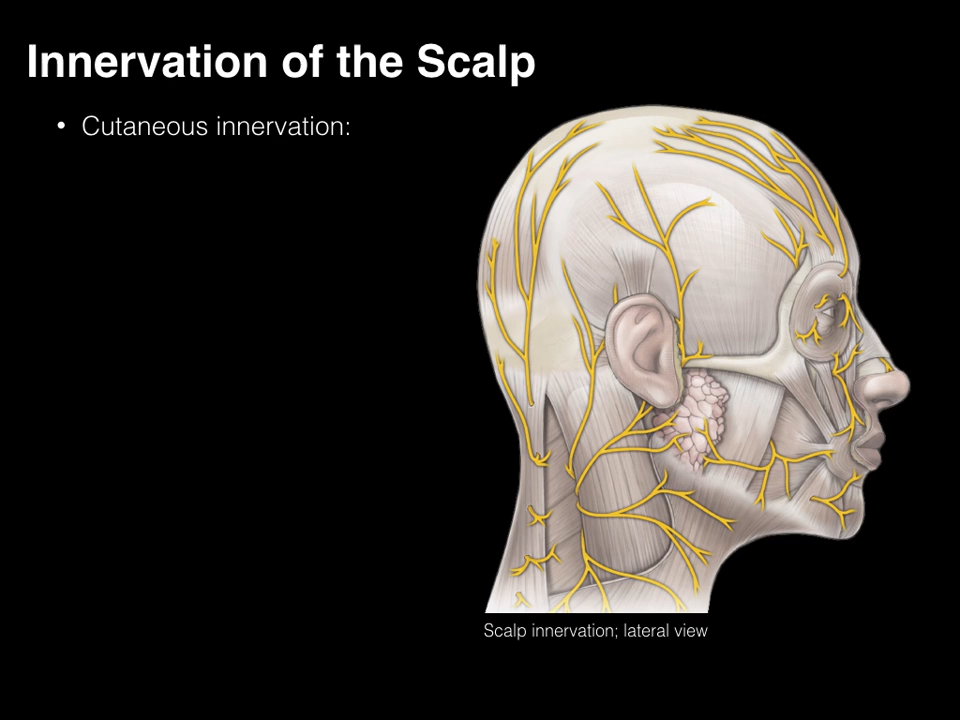 Innervation of the Scalp
• Cutaneous innervation:
Scalp innervation; lateral view